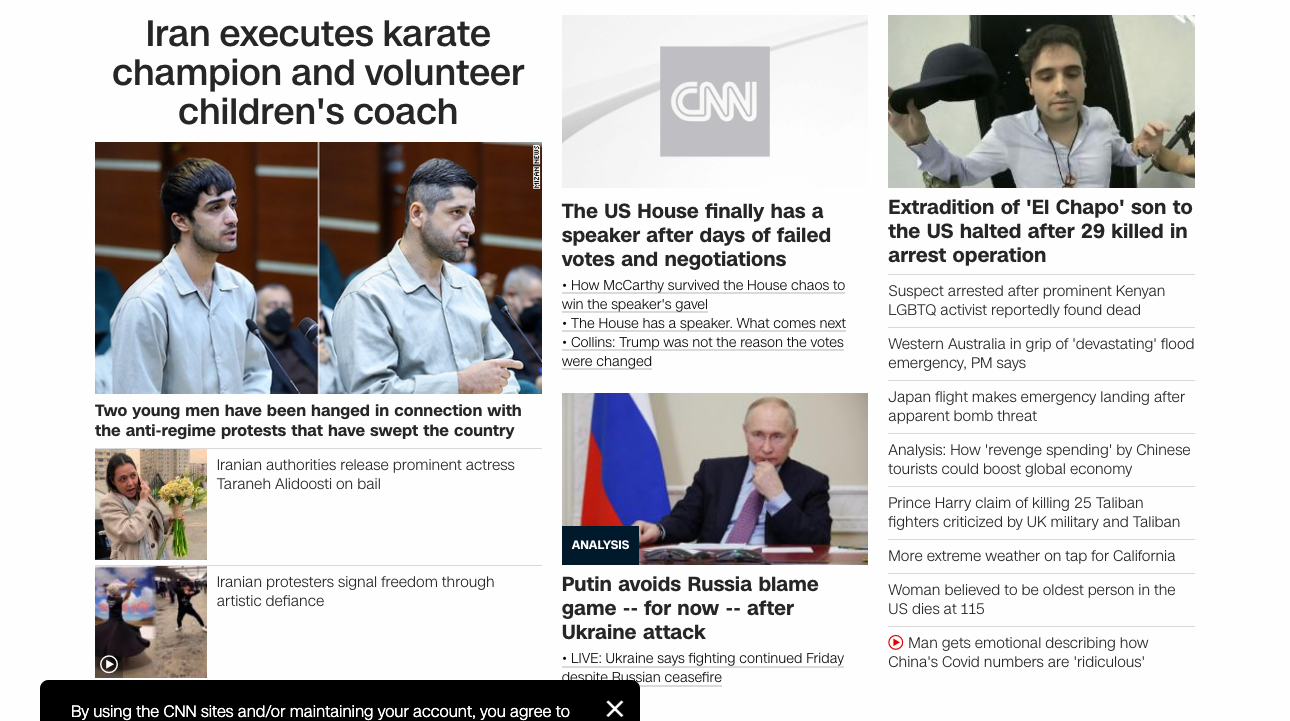 Iran executes karate
champion and volunteer
children's coach
MIZAN NEWS
Two young men have been hanged in connection with
the anti-regime protests that have swept the country
Iranian authorities release prominent actress
Taraneh Alidoosti on bail
Iranian protesters signal freedom through
artistic defiance
CNN
The US House finally has a
speaker after days of failed
votes and negotiations
• How McCarthy survived the House chaos to
win the speaker's gavel
• The House has a speaker. What comes next
• Collins: Trump was not the reason the votes
were changed
ANALYSIS
Putin avoids Russia blame
game -- for now -- after
Ukraine attack
• LIVE: Ukraine says fighting continued Friday
despite Russian ceasefire
Extradition of 'El Chapo' son to
the US halted after 29 killed in
arrest operation
Suspect arrested after prominent Kenyan
LGBTQ activist reportedly found dead
Western Australia in grip of 'devastating' flood
emergency, PM says
Japan flight makes emergency landing after
apparent bomb threat
Analysis: How 'revenge spending' by Chinese
tourists could boost global economy
Prince Harry claim of killing 25 Taliban
fighters criticized by UK military and Taliban
More extreme weather on tap for California
Woman believed to be oldest person in the
US dies at 115
Man gets emotional describing how
China's Covid numbers are 'ridiculous'
By using the CNN sites and/or maintaining your account, you agree to